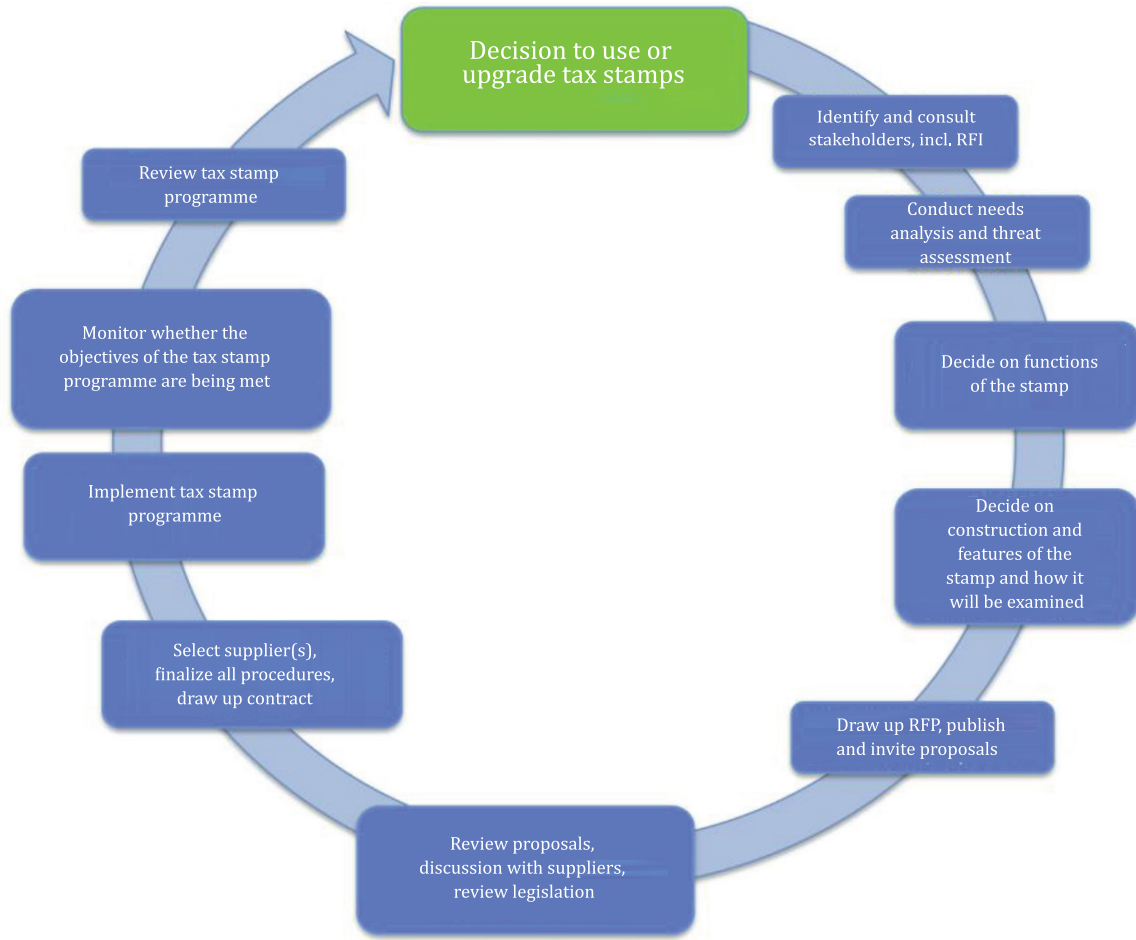 Decision to use or
upgrade tax stamps
Identify and consult
stakeholders, incl. RFI
Conduct needs
analysis and threat
assessment
Decide on functions
of the stamp
Decide on
construction and
features of the
stamp and how it
will be examined
Draw up RFP, publish
and invite proposals
Review proposals,
discussion with suppliers,
review legislation
Select supplier(s),
finalize all procedures,
draw up contract
Implement tax stamp
programme
Monitor whether the
objectives of the tax stamp
programme are being met
Review tax stamp
programme